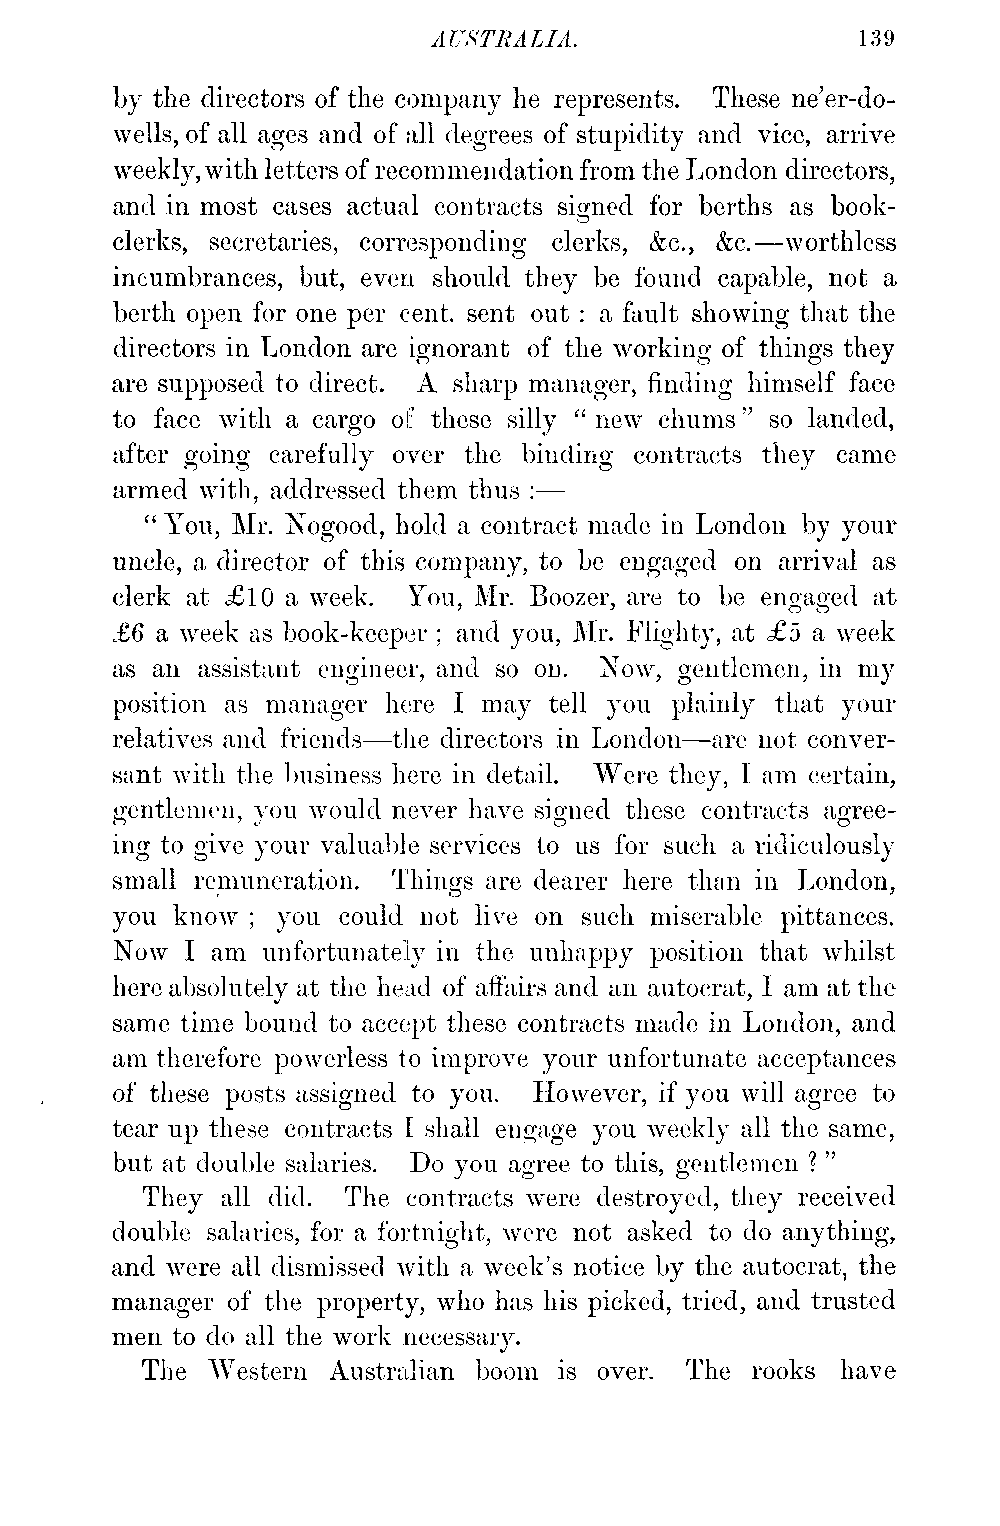 AUSTRALIA. 139
by the directors of the company he represents. These ne'er-do-
wells, of all ages and of all degrees of stupidity and vice, arrive
weekly, with letters of recommendation from the London directors,
and in most cases actual contracts signed for berths as book-
clerks, secretaries, corresponding clerks, &c., &c.—worthless
incumbrances, but, even should they be found capable, not a
berth open for one per cent. sent out : a fault showing that the
directors in London are ignorant of the working of things they
are supposed to direct. A sharp manager, finding himself face
to face with a cargo of these silly “ new chums ” so landed,
after going carefully over the binding contracts they came
armed with, addressed them thus :—
“ You, Mr. Nogood, hold a contract made in London by your
uncle, a director of this company, to be engaged on arrival as
clerk at £10 a week. You, Mr. Boozer, are to be engaged at
£6 a week as book-keeper ; and you, Mr. Flighty, at £5 a week
as an assistant engineer, and so on. Now, gentlemen, in my
position as manager here I may tell you plainly that your
relatives and friends—the directors in London—are not conver-
sant with the business here in detail. Were they, I am certain,
gentlemen, you would never have signed these contracts agree-
ing to give your valuable services to us for such a ridiculously
small remuneration. Things are dearer here than in London,
you know ; you could not live on such miserable pittances.
Now I am unfortunately in the unhappy position that whilst
here absolutely at the head of affairs and an autocrat, I am at the
same time bound to accept these contracts made in London, and
am therefore powerless to improve your unfortunate acceptances
of these posts assigned to you. However, if you will agree to
tear up these contracts I shall engage you weekly all the same,
but at double salaries. Do you agree to this, gentlemen ? ”
They all did. The contracts were destroyed, they received
double salaries, for a fortnight, were not asked to do anything,
and were all dismissed with a week's notice by the autocrat, the
manager of the property, who has his picked, tried, and trusted
men to do all the work necessary.
The Western Australian boom is over. The rooks have